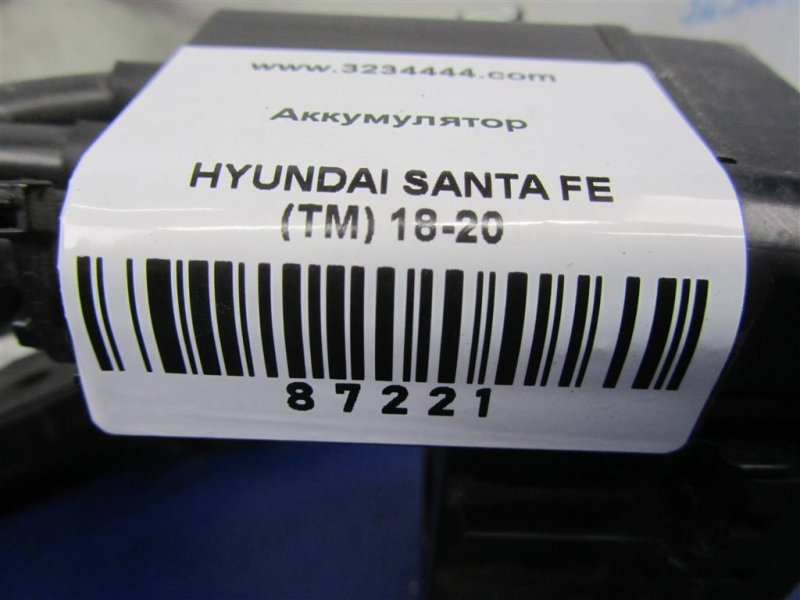 www.3234444.com
Аккумулятор
HYUNDAI SANTA FE
(TM) 18-20
87221